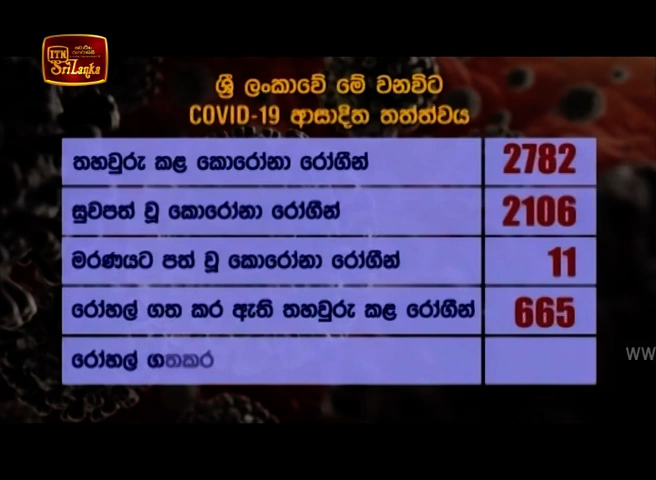 ITN
Sri Lanka
ශ්‍රී ලංකාවේ මේ වනවිට
COVID-19 ආසාදිත තත්ත්වය
තහවුරු කළ කොරෝනා රෝගීන් 2782
සුවපත් වූ කොරෝනා රෝගීන් 2106
මරණයට පත් වූ කොරෝනා රෝගීන් 11
රෝහල් ගත කර ඇති තහවුරු කළ රෝගීන් 665
රෝහල් ගතකර
WW